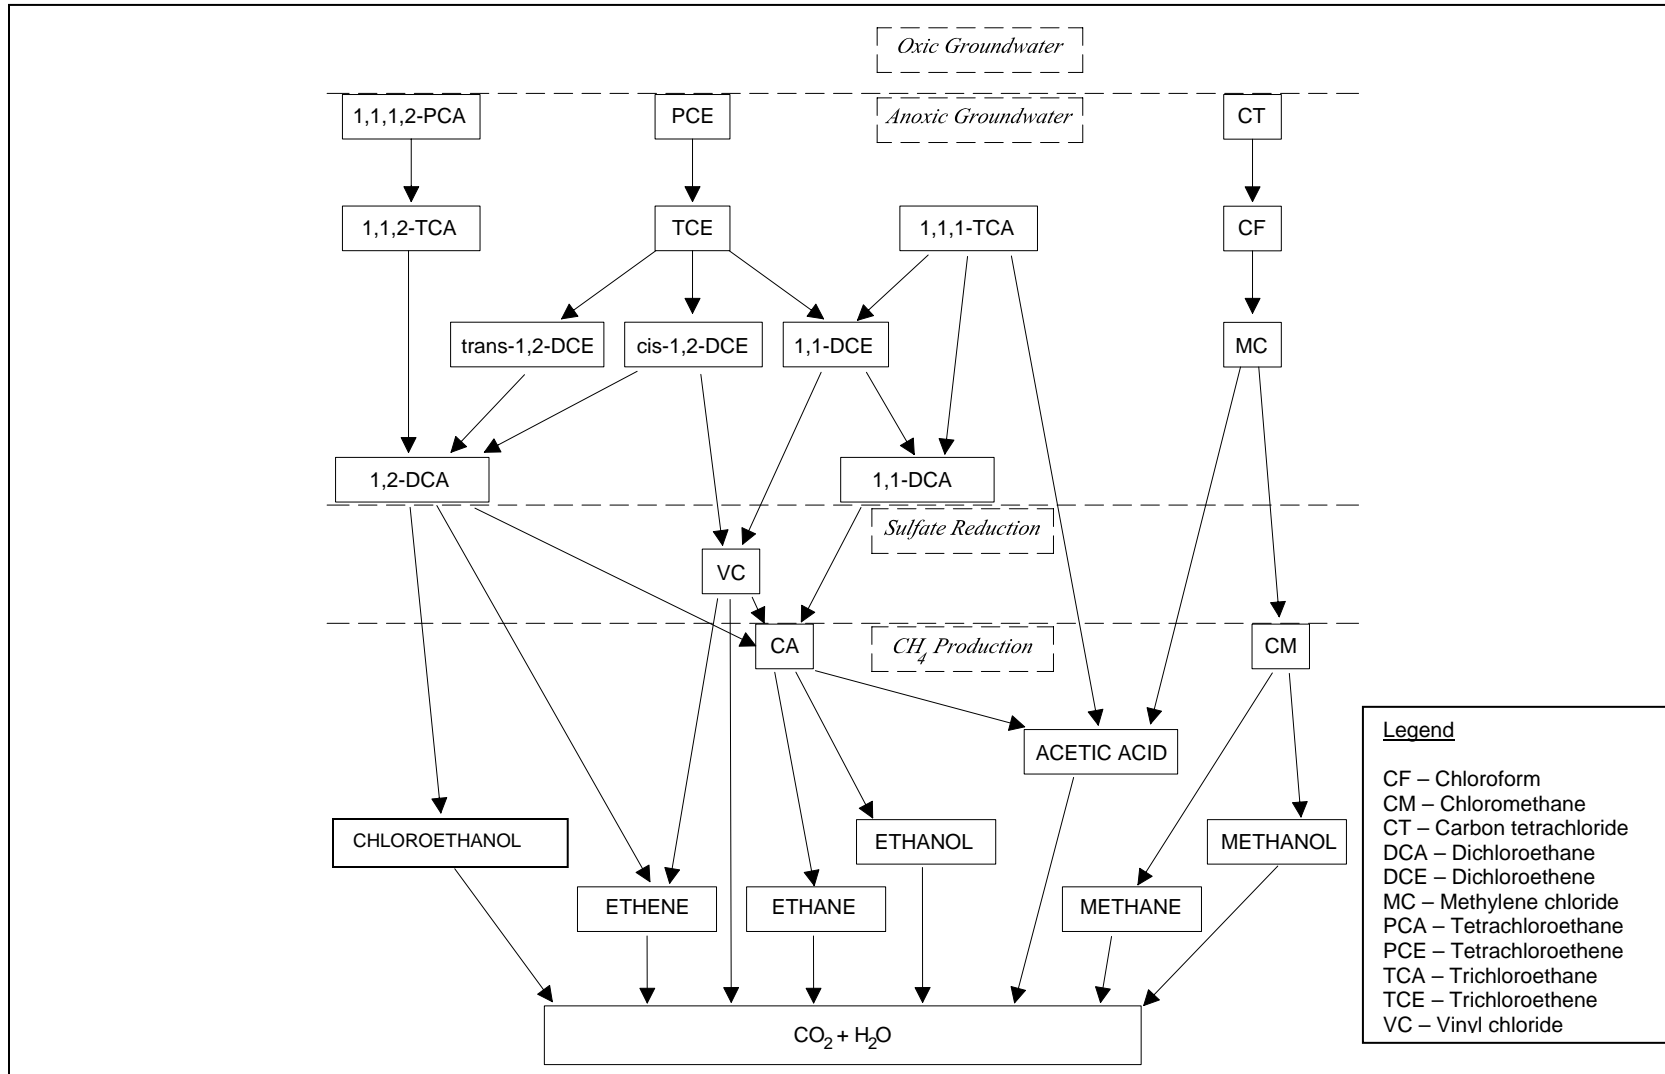 Oxic Groundwater
1,1,1,2-PCA
PCE
Anoxic Groundwater
CT
1,1,2-TCA
TCE
1,1,1-TCA
CF
trans-1,2-DCE
cis-1,2-DCE
1,1-DCE
MC
1,2-DCA
1,1-DCA
Sulfate Reduction
VC
CA
CH4 Production
CM
ACETIC ACID
CHLOROETHANOL
ETHANOL
METHANOL
ETHENE
ETHANE
METHANE
CO2 + H2O
Legend
CF – Chloroform
CM – Chloromethane
CT – Carbon tetrachloride
DCA – Dichloroethane
DCE – Dichloroethene
MC – Methylene chloride
PCA – Tetrachloroethane
PCE – Tetrachloroethene
TCA – Trichloroethane
TCE – Trichloroethene
VC – Vinyl chloride